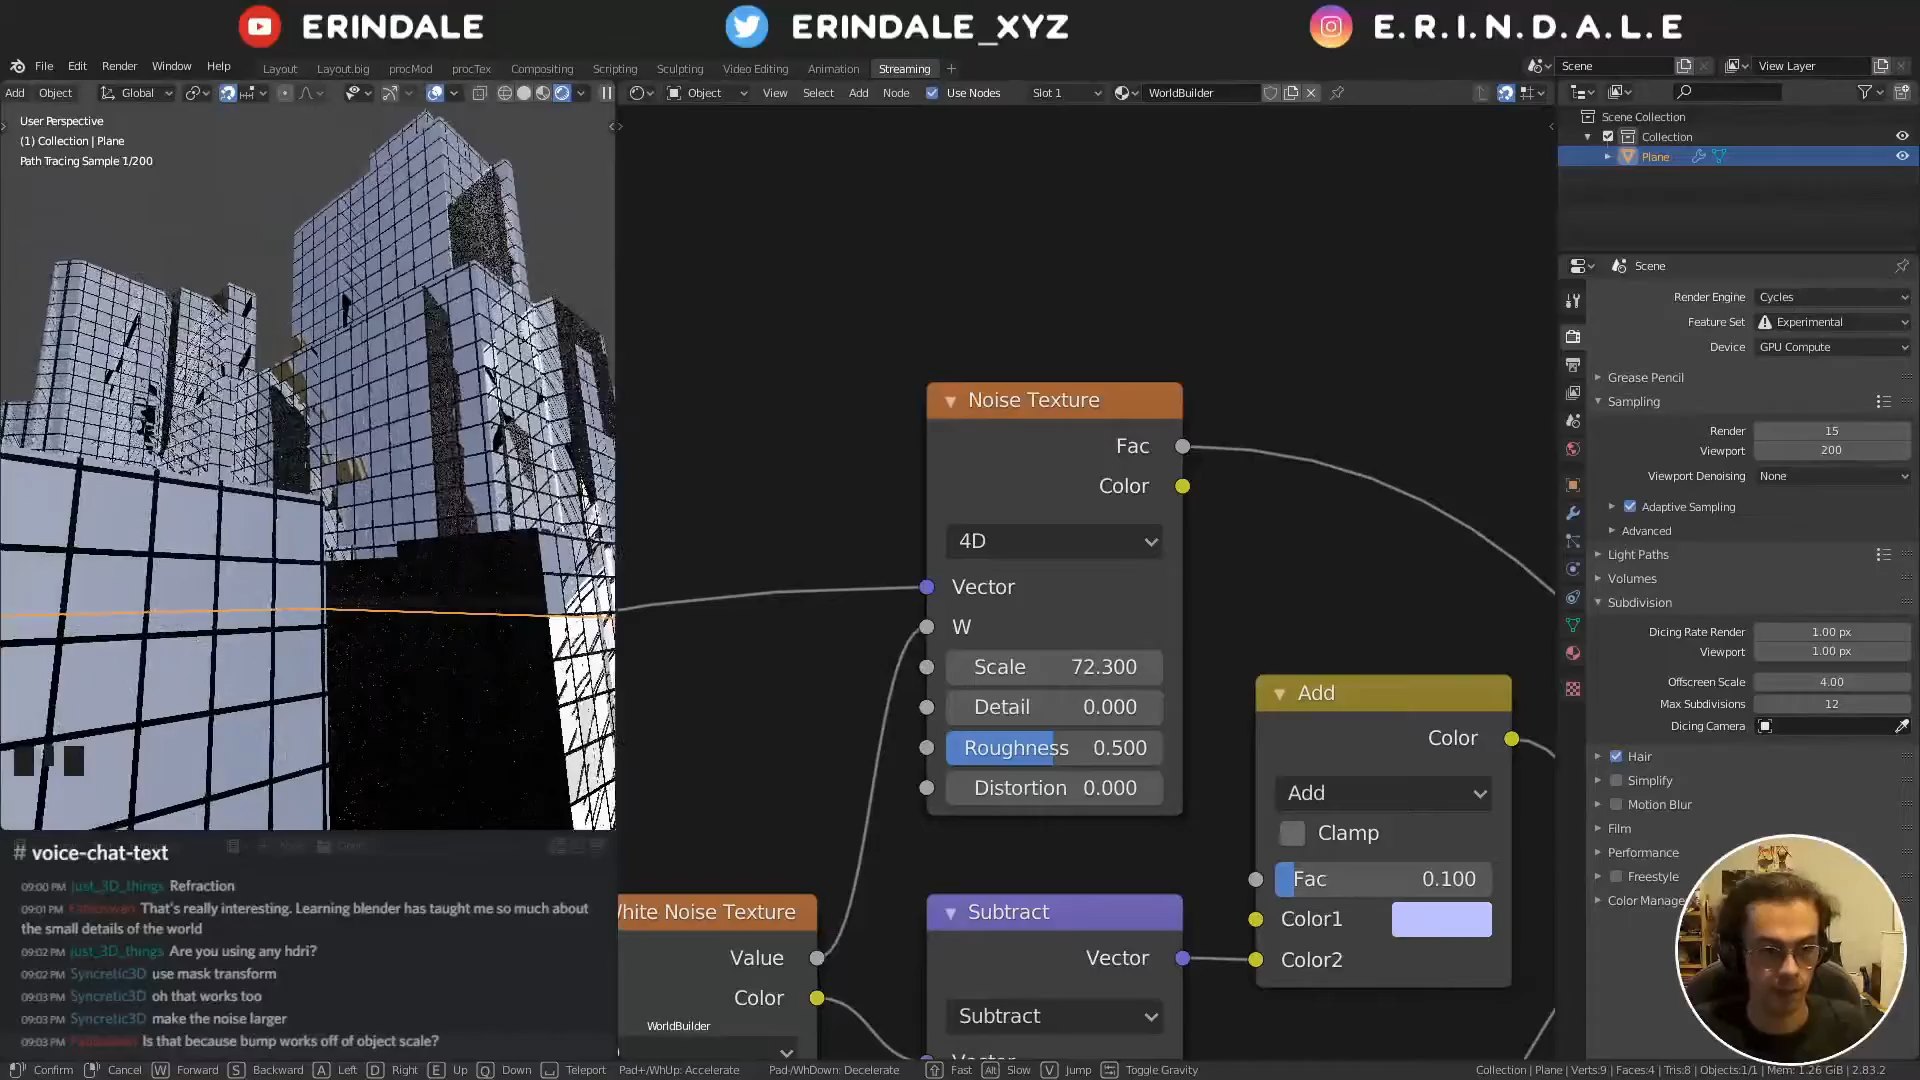 ERINDALE
ERINDALE_XYZ
E.R.I.N.D.A.L.E
File Edit Render Window Help
Layout Layout.big procMod procTex Compositing Scripting Sculpting Video Editing Animation Streaming +
Scene
View Layer
Add Object Global
Object View Select Add Node Use Nodes Slot 1 WorldBuilder
User Perspective
(1) Collection | Plane
Path Tracing Sample 1/200
Scene Collection
Collection
Plane
Scene
Render Engine Cycles
Feature Set Experimental
Device GPU Compute
Grease Pencil
Sampling
Render 15
Viewport 200
Viewport Denoising None
Adaptive Sampling
Advanced
Light Paths
Volumes
Subdivision
Dicing Rate Render 1.00 px
Viewport 1.00 px
Offscreen Scale 4.00
Max Subdivisions 12
Dicing Camera
Hair
Simplify
Motion Blur
Film
Performance
Freestyle
Color Manage
Noise Texture
Fac
Color
4D
Vector
W
Scale 72.300
Detail 0.000
Roughness 0.500
Distortion 0.000
Add
Color
Add
Clamp
Fac 0.100
Color1
Color2
hite Noise Texture
Value
Color
WorldBuilder
Subtract
Vector
Subtract
# voice-chat-text
09:00 PM just_3D_things Refraction
09:01 PM That's really interesting. Learning blender has taught me so much about
the small details of the world
09:02 PM just_3D_things Are you using any hdri?
09:02 PM Syncretic3D use mask transform
09:03 PM Syncretic3D oh that works too
09:03 PM Syncretic3D make the noise larger
09:03 PM Is that because bump works off of object scale?
Confirm Cancel W Forward S Backward A Left D Right E Up Q Down Teleport Pad+/WhUp: Accelerate Pad-/WhDown: Decelerate Fast Alt Slow V Jump Toggle Gravity
Collection | Plane | Verts:9 | Faces:4 | Tris:8 | Objects:1/1 | Mem: 1.26 GiB | 2.83.2